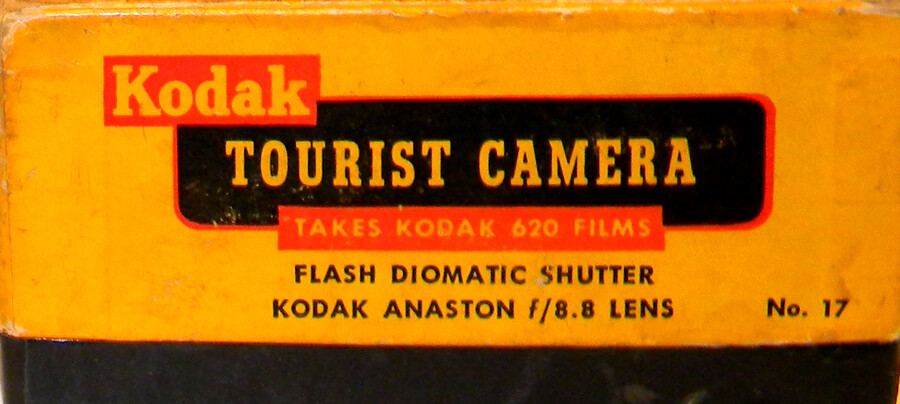 Kodak
TOURIST CAMERA
TAKES KODAK 620 FILMS
FLASH DIOMATIC SHUTTER
KODAK ANASTON f/8.8 LENS No. 17